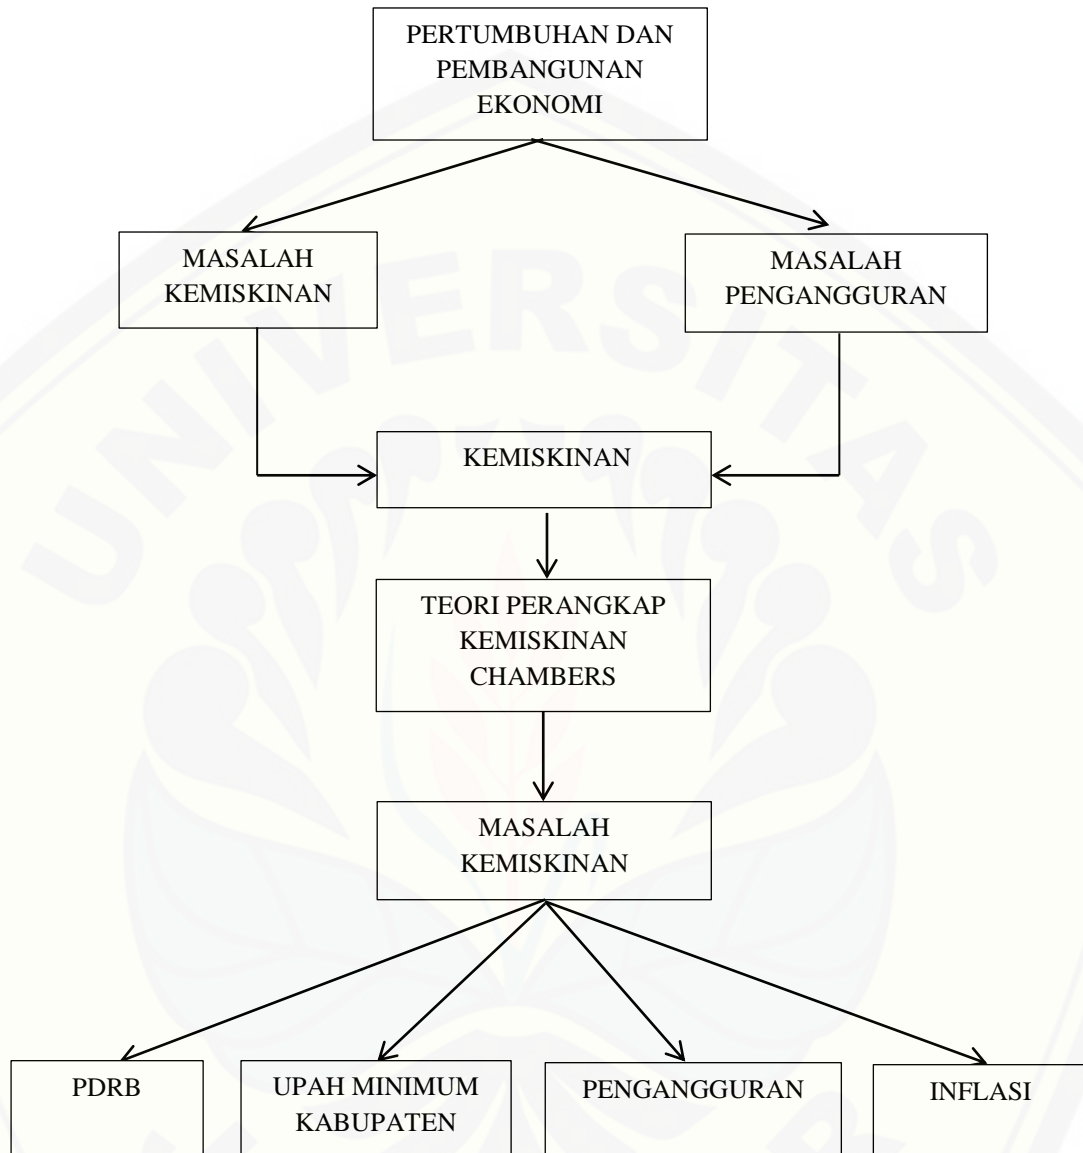 PERTUMBUHAN DAN
PEMBANGUNAN
EKONOMI
MASALAH
KEMISKINAN
MASALAH
PENGANGGURAN
UNIVERSITAS
KEMISKINAN
TEORI PERANGKAP
KEMISKINAN
CHAMBERS
MASALAH
KEMISKINAN
PDRB
UPAH MINIMUM
KABUPATEN
PENGANGGURAN
INFLASI